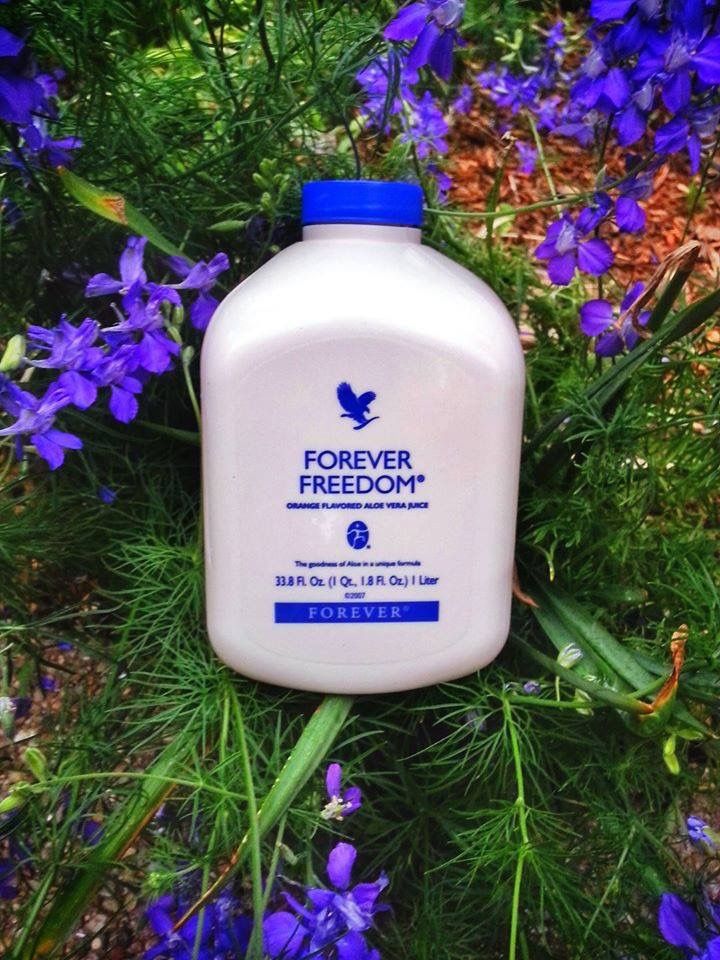 FOREVER
FREEDOM®
ORANGE FLAVORED ALOE VERA JUICE
The goodness of Aloe in a unique formula
33.8 Fl. Oz. (1 Qt., 1.8 Fl. Oz.) 1 Liter
©2007
FOREVER®